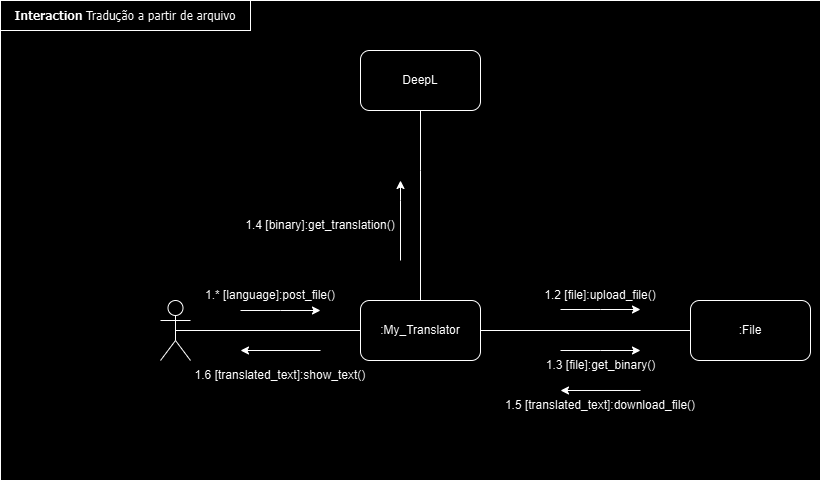 Interaction Tradução a partir de arquivo
DeepL
1.4 [binary]:get_translation()
1.* [language]:post_file()
1.2 [file]:upload_file()
:My_Translator
:File
1.3 [file]:get_binary()
1.6 [translated_text]:show_text()
1.5 [translated_text]:download_file()